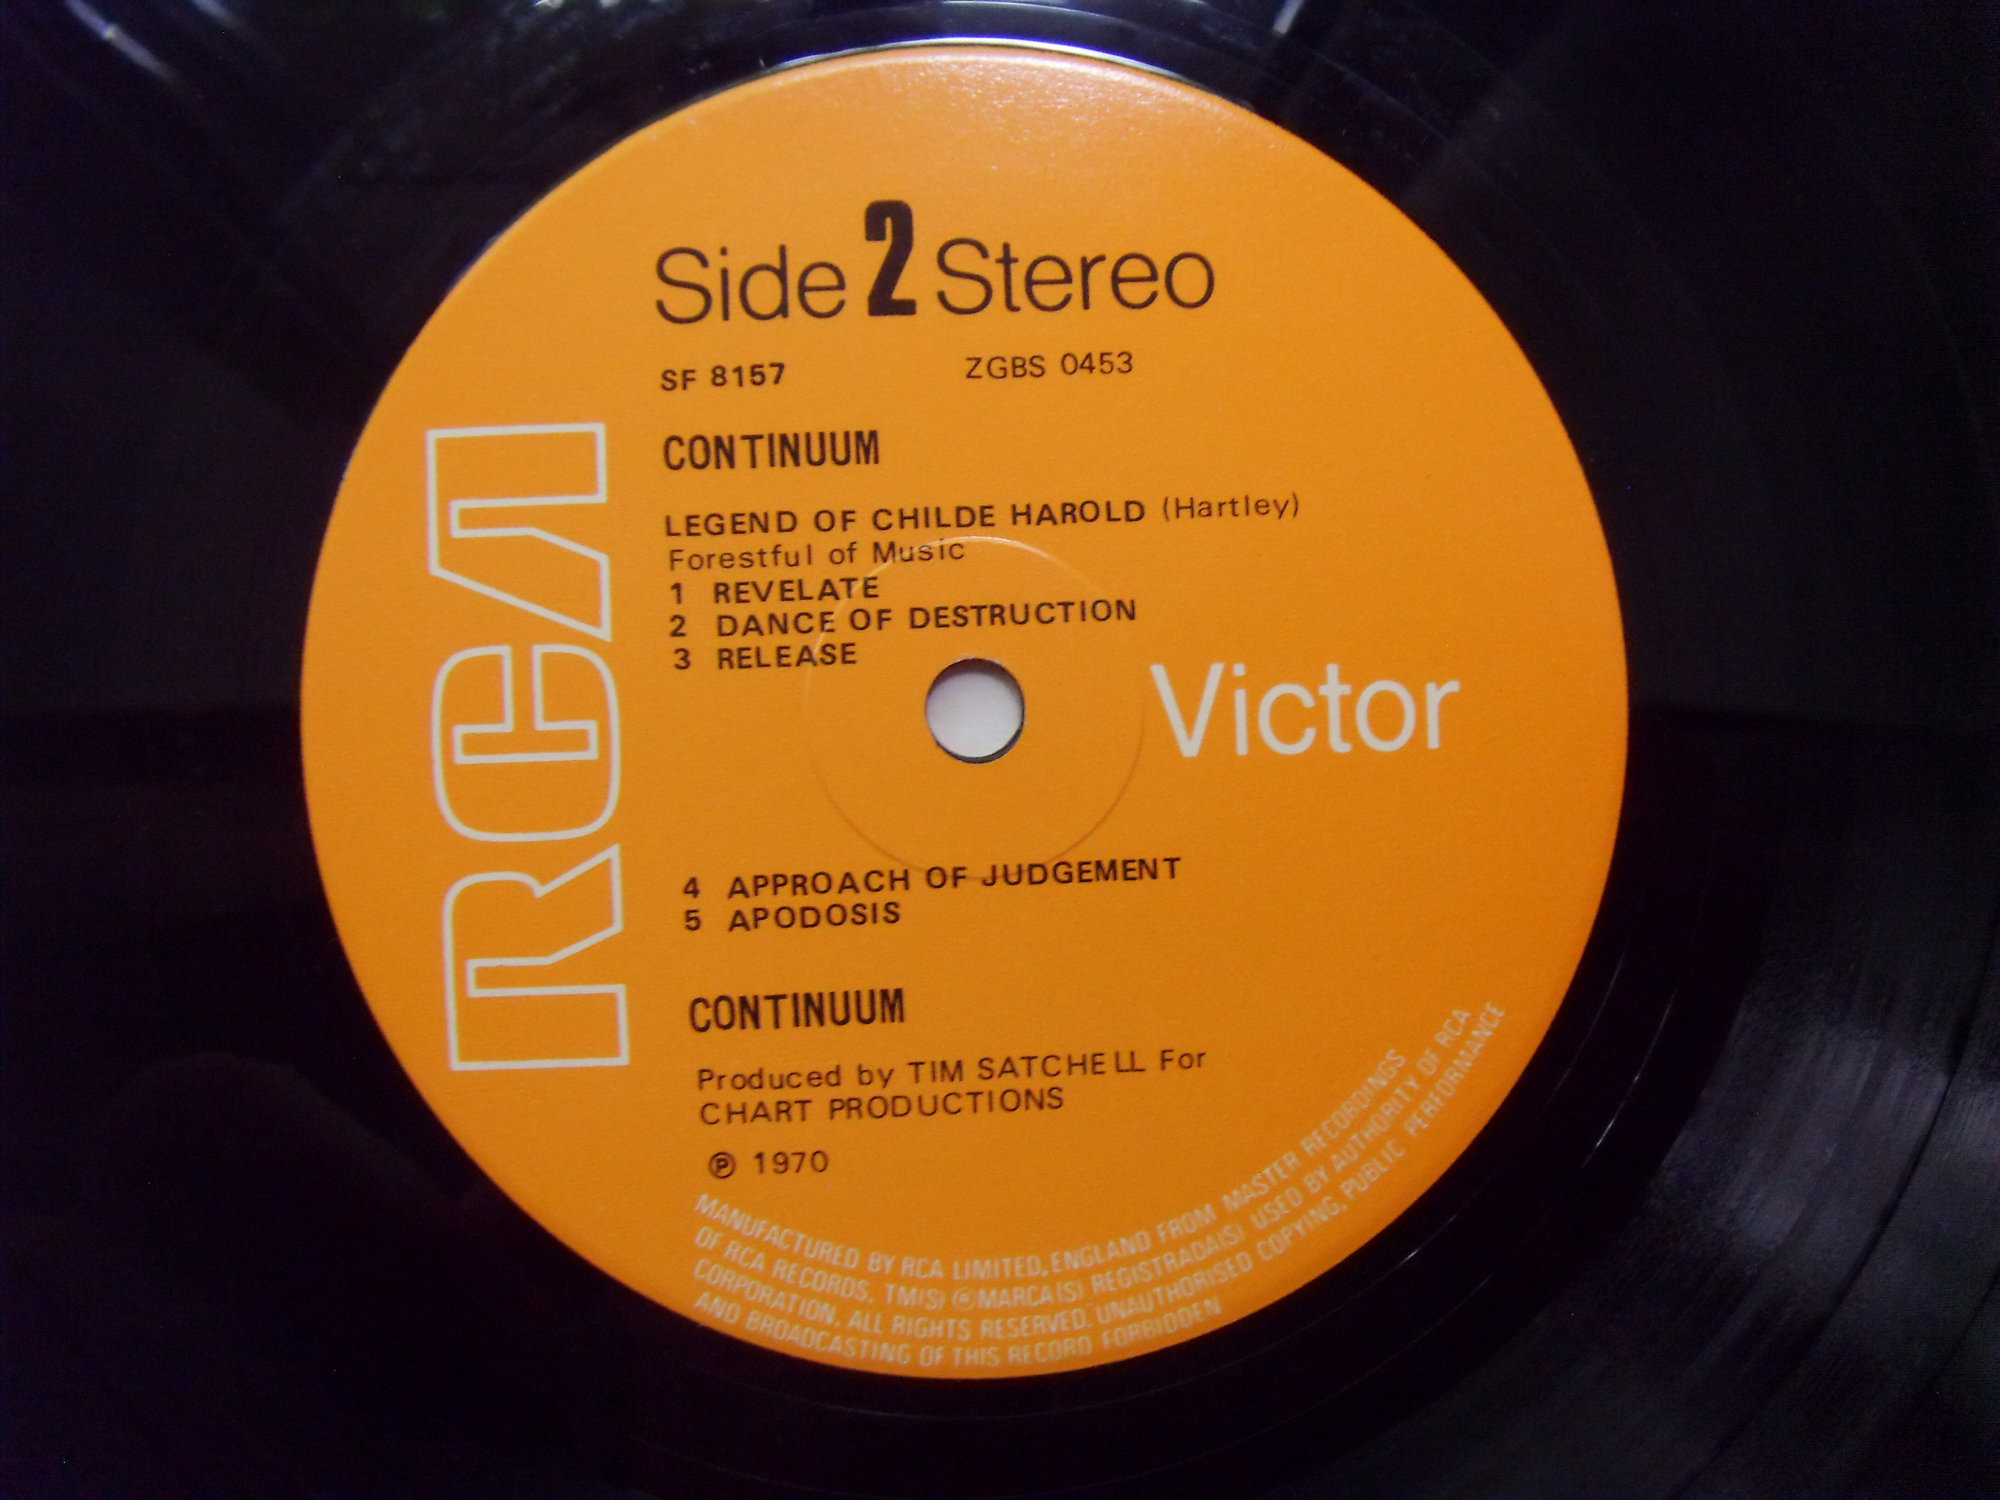 Side 2 Stereo
SF 8157 ZGBS 0453
CONTINUUM
LEGEND OF CHILDE HAROLD (Hartley)
Forestful of Music
1 REVELATE
2 DANCE OF DESTRUCTION
3 RELEASE
RCA
Victor
4 APPROACH OF JUDGEMENT
5 APODOSIS
CONTINUUM
Produced by TIM SATCHELL For
CHART PRODUCTIONS
℗ 1970
MANUFACTURED BY RCA LIMITED, ENGLAND FROM MASTER RECORDINGS
OF RCA RECORDS. TM(S) ® MARCA(S) REGISTRADA(S) USED BY AUTHORITY OF RCA
CORPORATION. ALL RIGHTS RESERVED. UNAUTHORISED COPYING, PUBLIC PERFORMANCE
AND BROADCASTING OF THIS RECORD FORBIDDEN